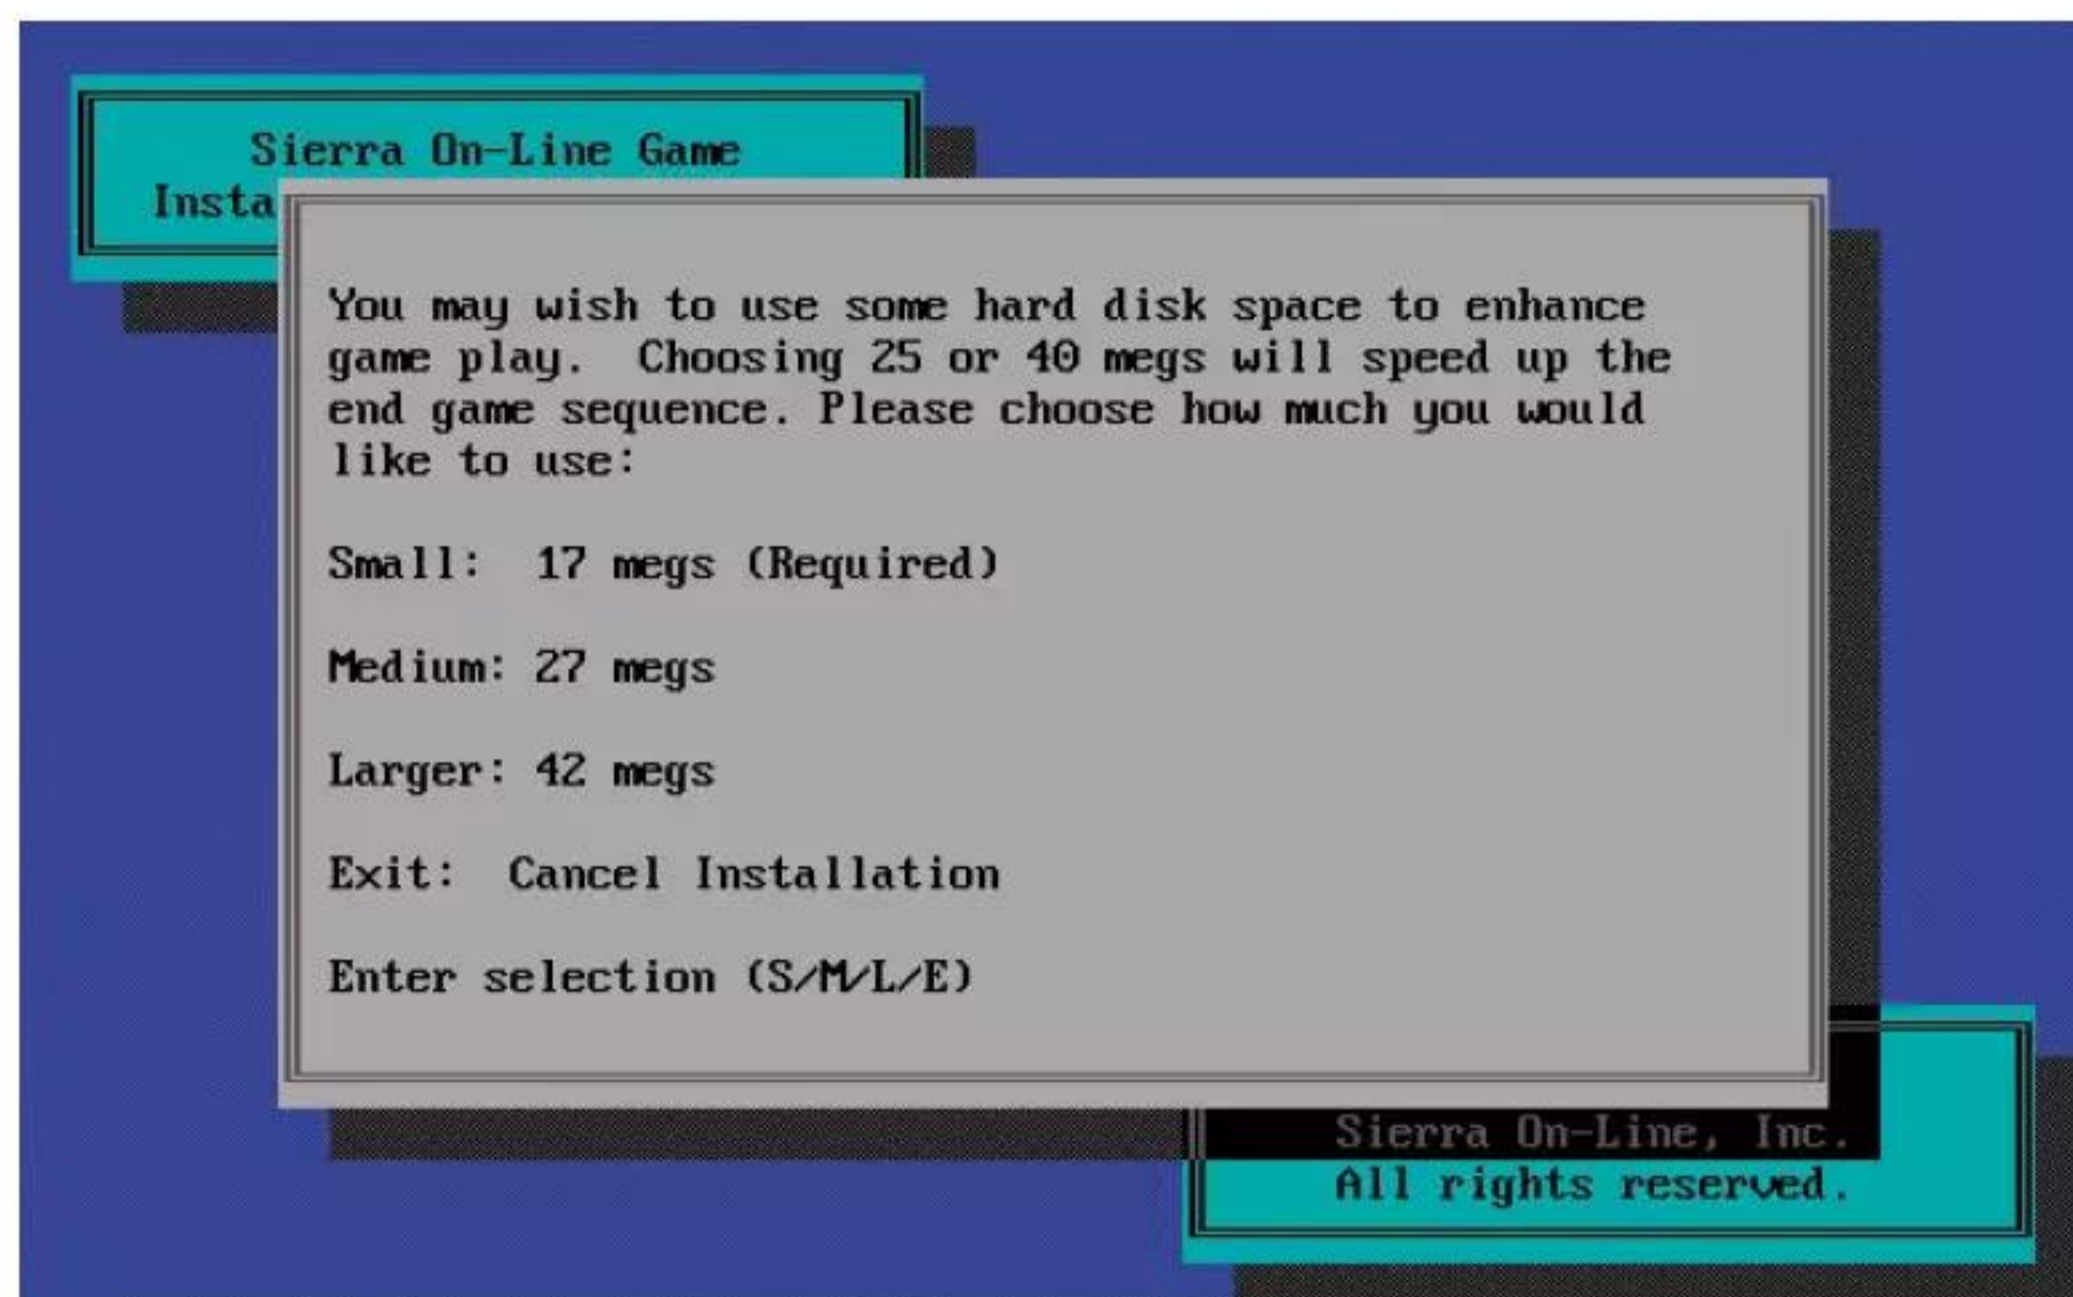 Sierra On-Line Game
Insta
You may wish to use some hard disk space to enhance
game play.  Choosing 25 or 40 megs will speed up the
end game sequence. Please choose how much you would
like to use:
Small:  17 megs (Required)
Medium: 27 megs
Larger: 42 megs
Exit:  Cancel Installation
Enter selection (S/M/L/E)
Sierra On-Line, Inc.
All rights reserved.